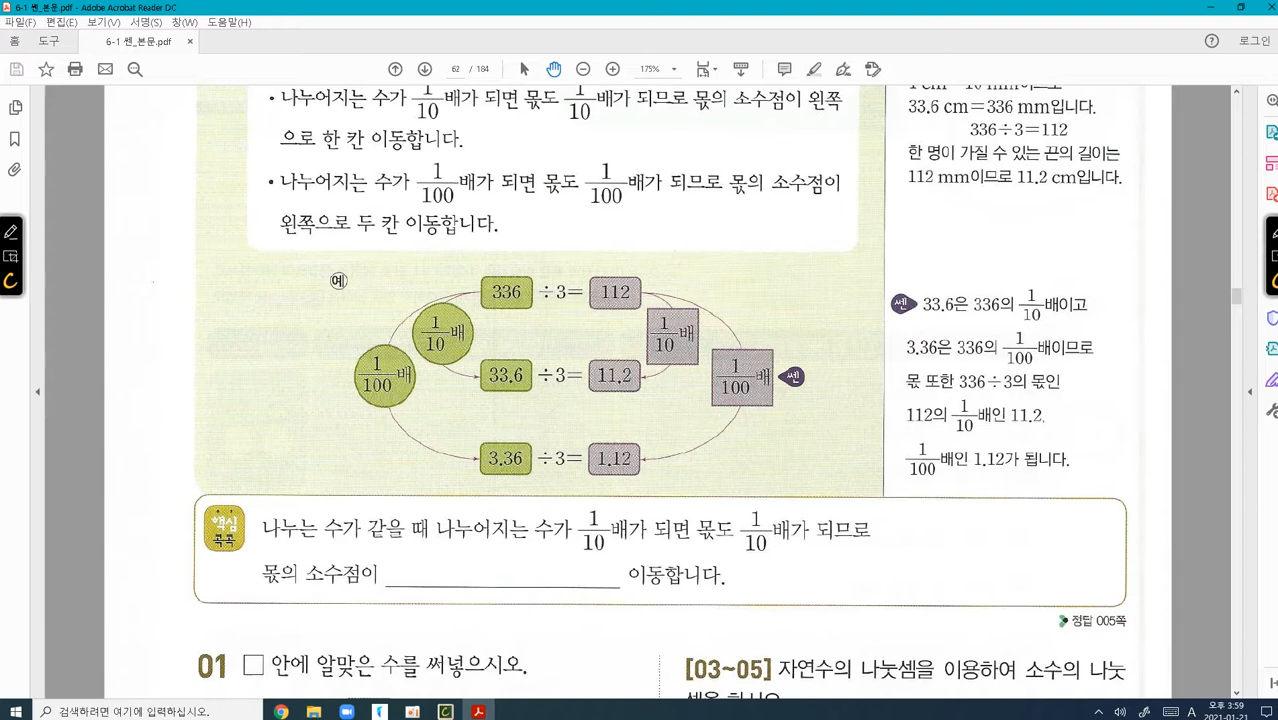 6-1 쎈_본문.pdf - Adobe Acrobat Reader DC
파일(F) 편집(E) 보기(V) 서명(S) 창(W) 도움말(H)
홈 도구 6-1 쎈_본문.pdf × 로그인
62 / 184 175%
• 나누어지는 수가 1/10배가 되면 몫도 1/10배가 되므로 몫의 소수점이 왼쪽
으로 한 칸 이동합니다.
• 나누어지는 수가 1/100배가 되면 몫도 1/100배가 되므로 몫의 소수점이
왼쪽으로 두 칸 이동합니다.
33.6 cm=336 mm입니다.
336÷3=112
한 명이 가질 수 있는 끈의 길이는
112 mm이므로 11.2 cm입니다.
예
336 ÷3= 112
1/10배 1/10배
1/100배 1/100배 쎈
33.6 ÷3= 11.2
3.36 ÷3= 1.12
쎈 33.6은 336의 1/10배이고
3.36은 336의 1/100배이므로
몫 또한 336÷3의 몫인
112의 1/10배인 11.2,
1/100배인 1.12가 됩니다.
핵심
콕콕
나누는 수가 같을 때 나누어지는 수가 1/10배가 되면 몫도 1/10배가 되므로
몫의 소수점이 ____________ 이동합니다.
정답 005쪽
01 □ 안에 알맞은 수를 써넣으시오.
[03~05] 자연수의 나눗셈을 이용하여 소수의 나눗
셈을 하시오
검색하려면 여기에 입력하십시오.
A 오후 3:59
2021-01-21